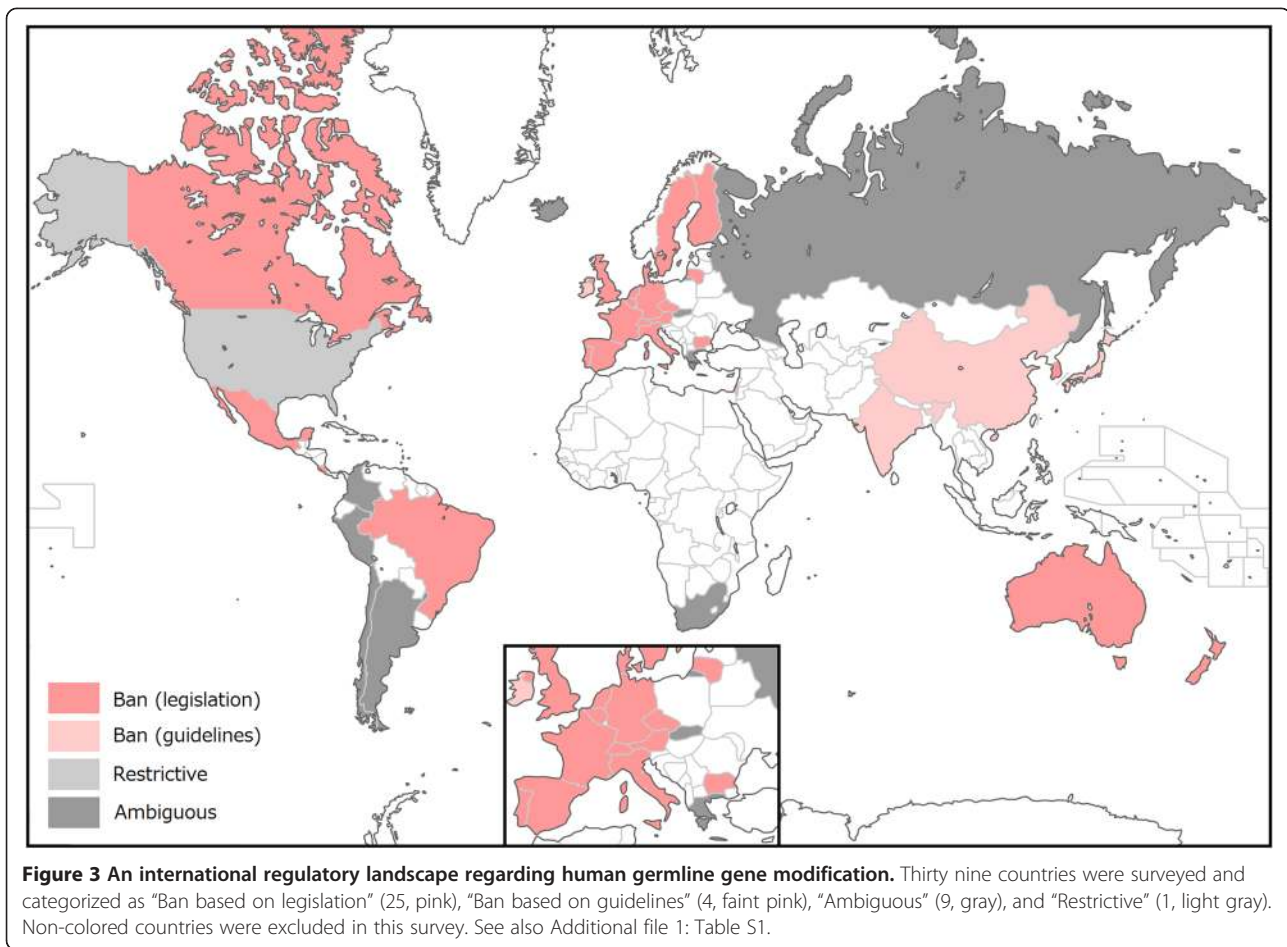 Ban (legislation)
Ban (guidelines)
Restrictive
Ambiguous
Figure 3 An international regulatory landscape regarding human germline gene modification. Thirty nine countries were surveyed and
categorized as “Ban based on legislation” (25, pink), “Ban based on guidelines” (4, faint pink), “Ambiguous” (9, gray), and “Restrictive” (1, light gray).
Non-colored countries were excluded in this survey. See also Additional file 1: Table S1.